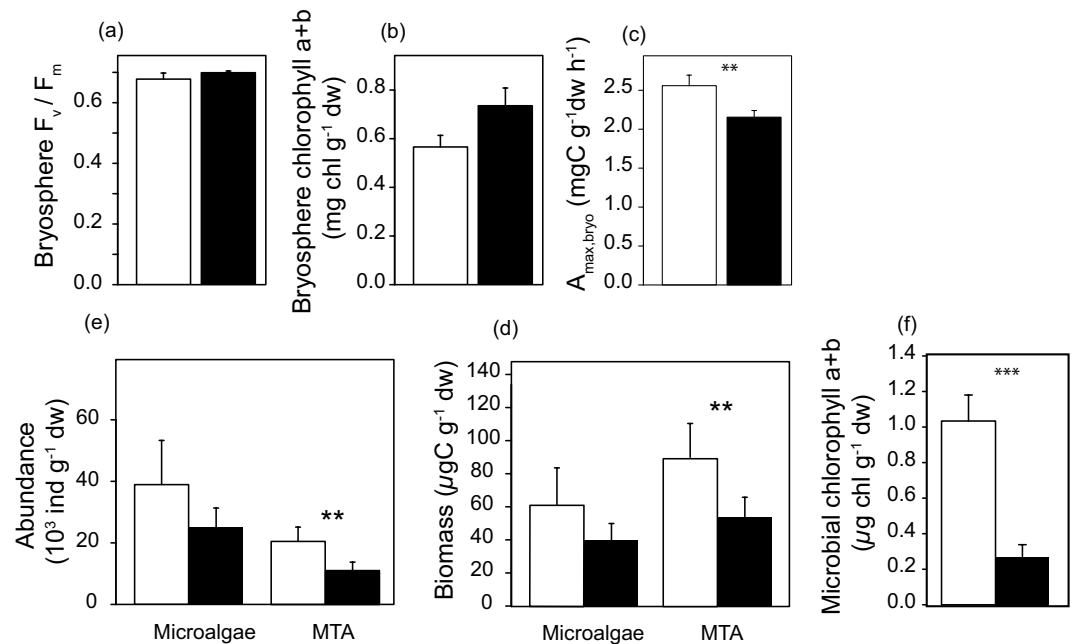 (a)
Bryosphere Fv / Fm
0.6
0.4
0.2
0.0
(b)
Bryosphere chlorophyll a+b
(mg chl g-1 dw)
0.8
0.6
0.4
0.2
0.0
(c)
**
Amax,bryo (mgC g-1dw h-1)
2.5
2.0
1.5
1.0
0.5
0.0
(e)
Abundance
(10³ ind g-1 dw)
60
40
20
0
**
Microalgae
MTA
(d)
Biomass (µgC g-1 dw)
140
120
100
80
60
40
20
0
**
Microalgae
MTA
(f)
Microbial chlorophyll a+b
(µg chl g-1 dw)
1.4
1.2
1.0
0.8
0.6
0.4
0.2
0
***